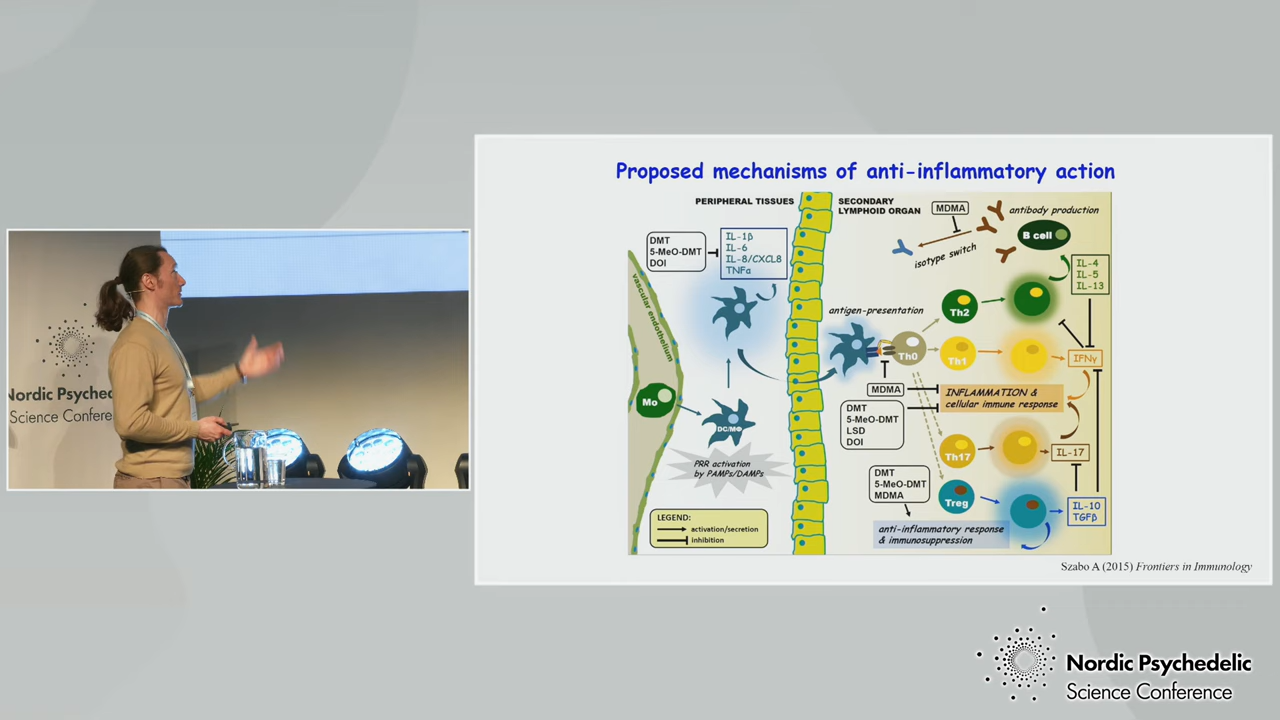 Nordic Psyched
Science Confere
Proposed mechanisms of anti-inflammatory action
PERIPHERAL TISSUES
SECONDARY
LYMPHOID ORGAN
MDMA
antibody production
B cell
isotype switch
DMT
5-MeO-DMT
DOI
IL-1β
IL-6
IL-8/CXCL8
TNFα
IL-4
IL-5
IL-13
vascular endothelium
antigen-presentation
Th2
Th0
Th1
IFNγ
Mo
DC/MΦ
MDMA
INFLAMMATION &
cellular immune response
DMT
5-MeO-DMT
LSD
DOI
Th17
IL-17
PRR activation
by PAMPs/DAMPs
DMT
5-MeO-DMT
MDMA
Treg
IL-10
TGFβ
anti-inflammatory response
& immunosuppression
LEGEND:
activation/secretion
inhibition
Szabo A (2015) Frontiers in Immunology
Nordic Psychedelic
Science Conference